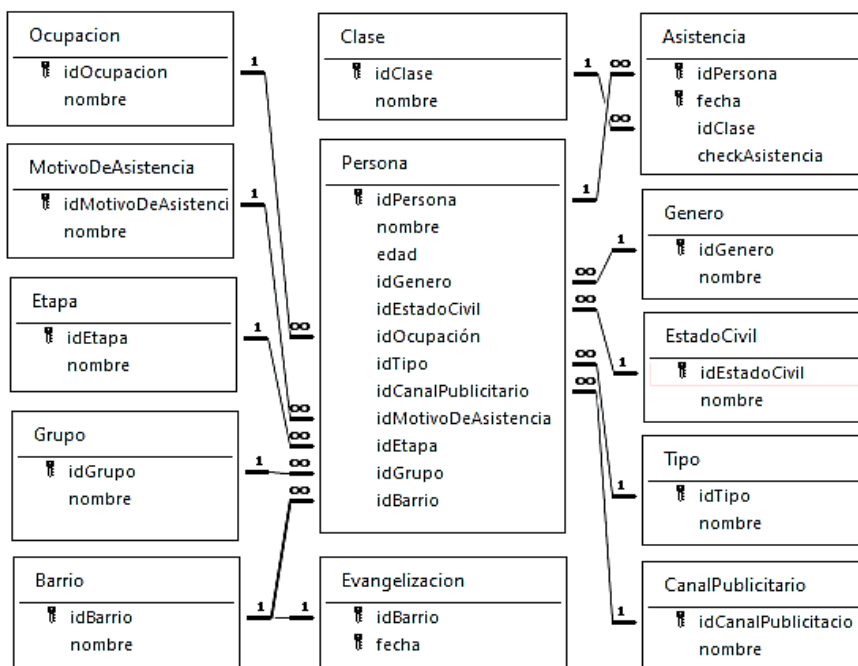 Ocupacion
idOcupacion
nombre
MotivoDeAsistencia
idMotivoDeAsistenci
nombre
Etapa
idEtapa
nombre
Grupo
idGrupo
nombre
Barrio
idBarrio
nombre
Clase
idClase
nombre
Persona
idPersona
nombre
edad
idGenero
idEstadoCivil
idOcupación
idTipo
idCanalPublicitario
idMotivoDeAsistencia
idEtapa
idGrupo
idBarrio
Evangelizacion
idBarrio
fecha
Asistencia
idPersona
fecha
idClase
checkAsistencia
Genero
idGenero
nombre
EstadoCivil
idEstadoCivil
nombre
Tipo
idTipo
nombre
CanalPublicitario
idCanalPublicitacio
nombre
1
∞
1
∞
1
∞
1
∞
1
∞
1
1
1
∞
1
∞
∞
1
∞
1
∞
1
∞
1